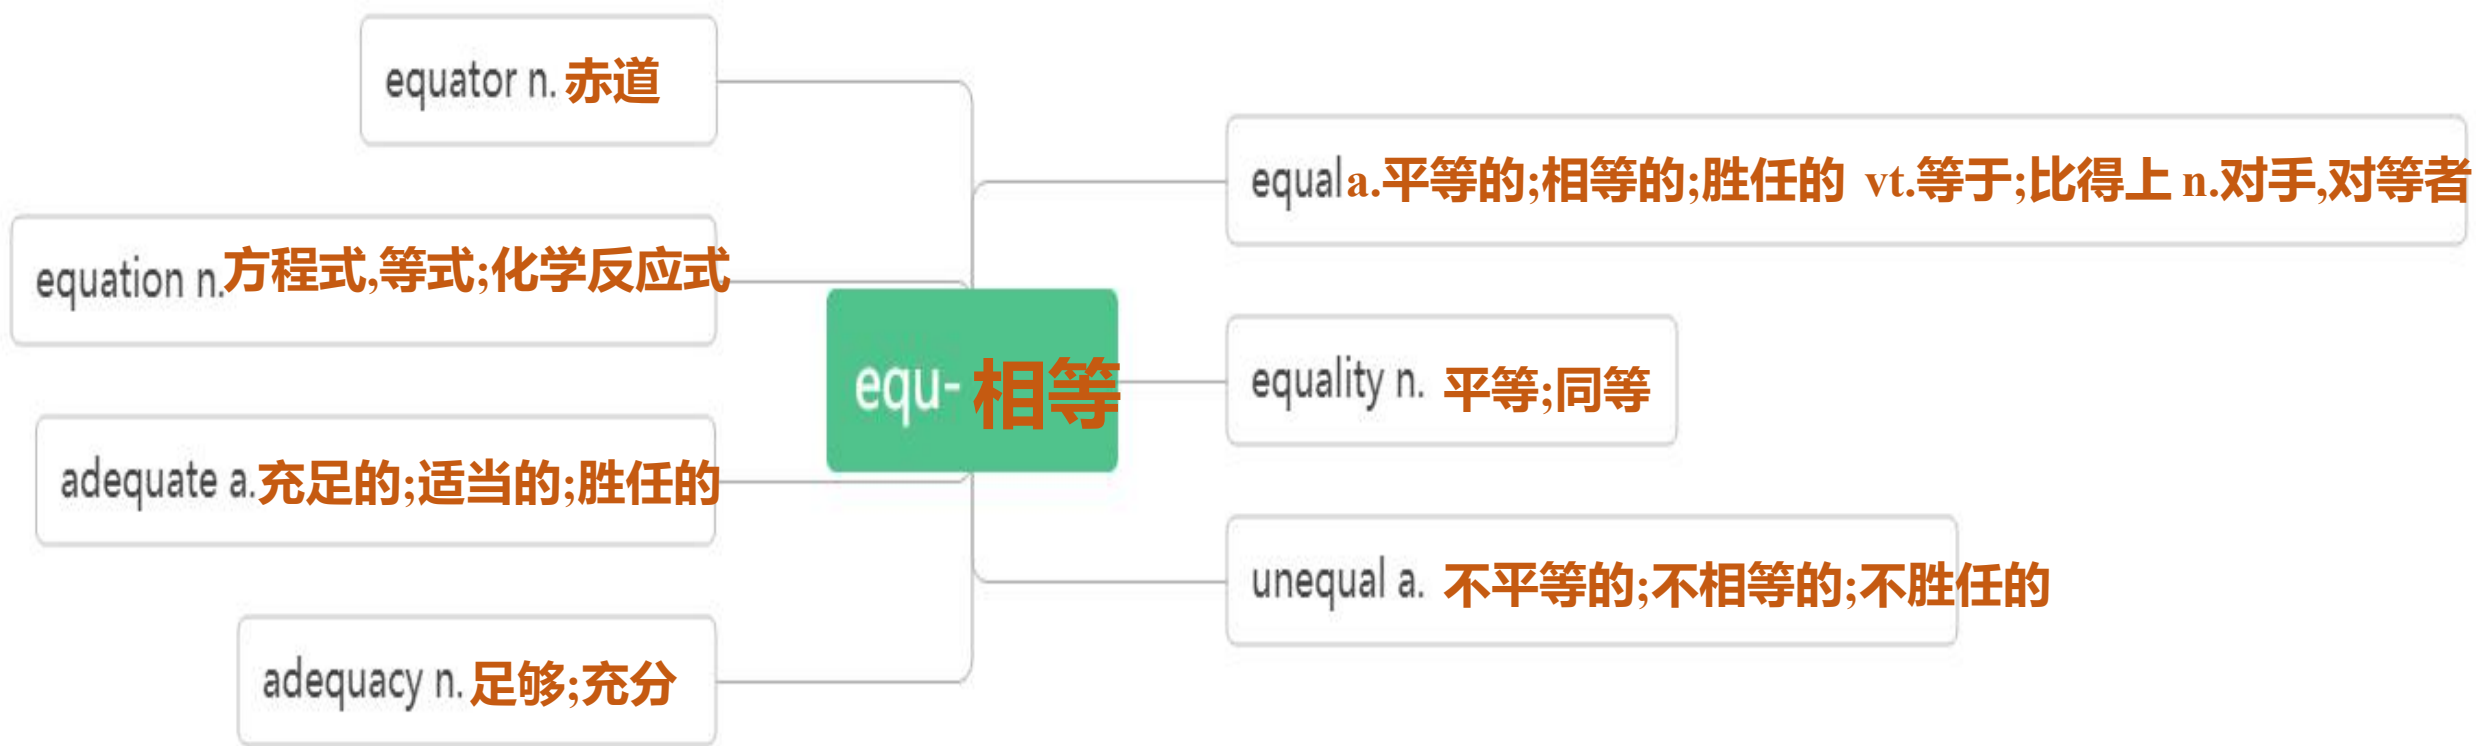 equator n. 赤道
equation n.方程式,等式;化学反应式
adequate a.充足的;适当的;胜任的
adequacy n.足够;充分
equ-相等
equal a.平等的;相等的;胜任的 vt.等于;比得上 n.对手,对等者
equality n. 平等;同等
unequal a. 不平等的;不相等的;不胜任的